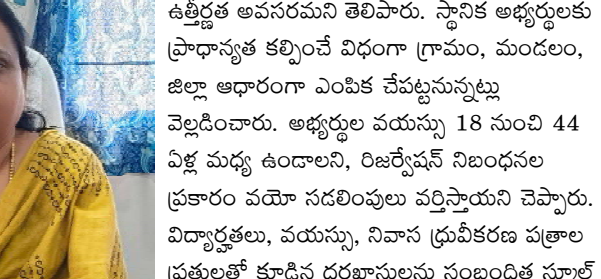 ఉత్తీర్ణత అవసరమని తెలిపారు. స్థానిక అభ్యర్థులకు
ప్రాధాన్యత కల్పించే విధంగా గ్రామం, మండలం,
జిల్లా ఆధారంగా ఎంపిక చేపట్టనున్నట్లు
వెల్లడించారు. అభ్యర్థుల వయస్సు 18 నుంచి 44
ఏళ్ల మధ్య ఉండాలని, రిజర్వేషన్ నిబంధనల
ప్రకారం వయో సడలింపులు వర్తిస్తాయని చెప్పారు.
విద్యార్హతలు, వయస్సు, నివాస ధ్రువీకరణ పత్రాల
ప్రతులతో కూడిన దరఖాస్తులను సంబంధిత స్కూల్